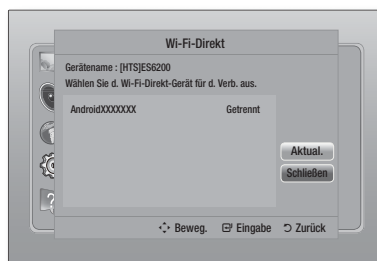 Wi-Fi-Direkt
Gerätename : [HTS]ES6200
Wählen Sie d. Wi-Fi-Direkt-Gerät für d. Verb. aus.
AndroidXXXXXXX Getrennt
Aktual.
Schließen
Beweg. Eingabe Zurück